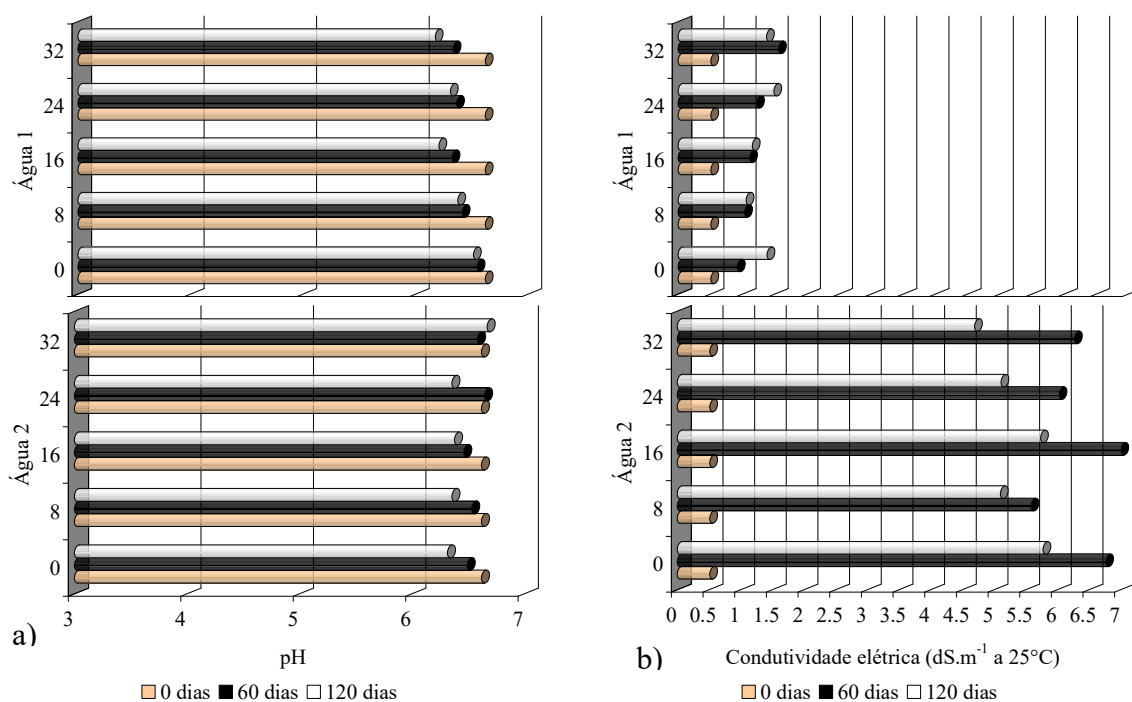 Água 1
32
24
16
8
0
Água 2
32
24
16
8
0
3 4 5 6 7
a)
pH
0 dias 60 dias 120 dias
Água 1
32
24
16
8
0
Água 2
32
24
16
8
0
0 0.5 1 1.5 2 2.5 3 3.5 4 4.5 5 5.5 6 6.5 7
b)
Condutividade elétrica (dS.m⁻¹ a 25°C)
0 dias 60 dias 120 dias